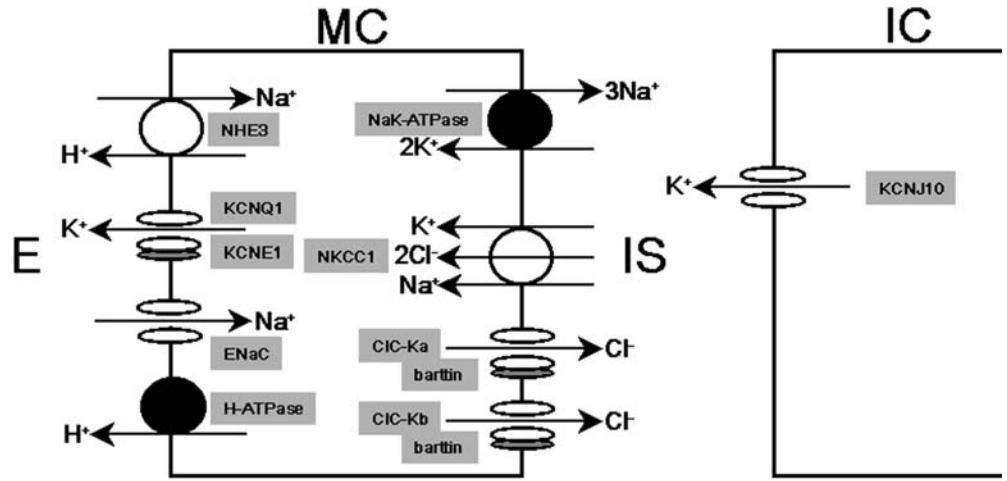 MC
IC
Na⁺
3Na⁺
NHE3
NaK-ATPase
H⁺
2K⁺
K⁺
KCNJ10
KCNQ1
K⁺
K⁺
E
KCNE1
NKCC1
2Cl⁻
IS
Na⁺
Na⁺
ENaC
ClC-Ka
Cl⁻
barttin
H-ATPase
ClC-Kb
Cl⁻
H⁺
barttin